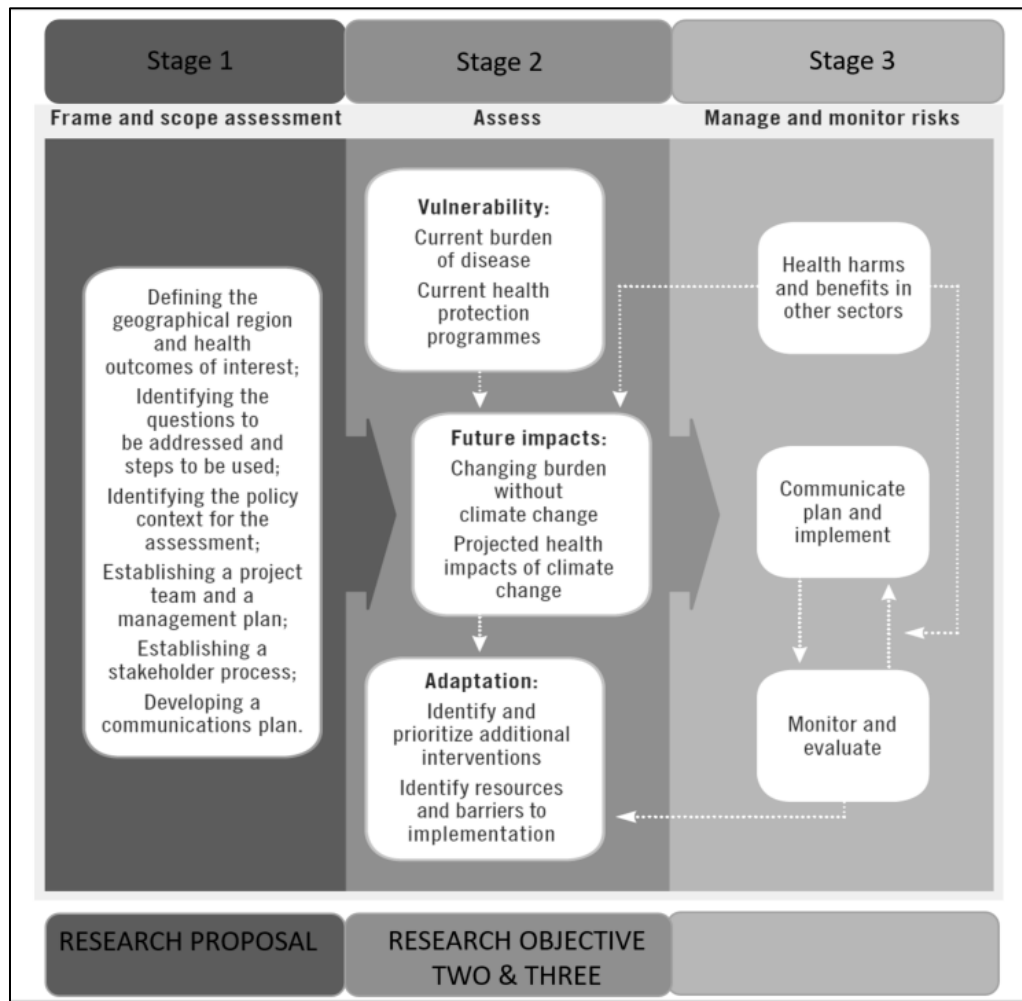 Stage 1
Stage 2
Stage 3
Frame and scope assessment
Assess
Manage and monitor risks
Defining the
geographical region
and health
outcomes of interest;
Identifying the
questions to
be addressed and
steps to be used;
Identifying the policy
context for the
assessment;
Establishing a project
team and a
management plan;
Establishing a
stakeholder process;
Developing a
communications plan.
Vulnerability:
Current burden
of disease
Current health
protection
programmes
Future impacts:
Changing burden
without
climate change
Projected health
impacts of climate
change
Adaptation:
Identify and
prioritize additional
interventions
Identify resources
and barriers to
implementation
Health harms
and benefits in
other sectors
Communicate
plan and
implement
Monitor and
evaluate
RESEARCH PROPOSAL
RESEARCH OBJECTIVE
TWO & THREE